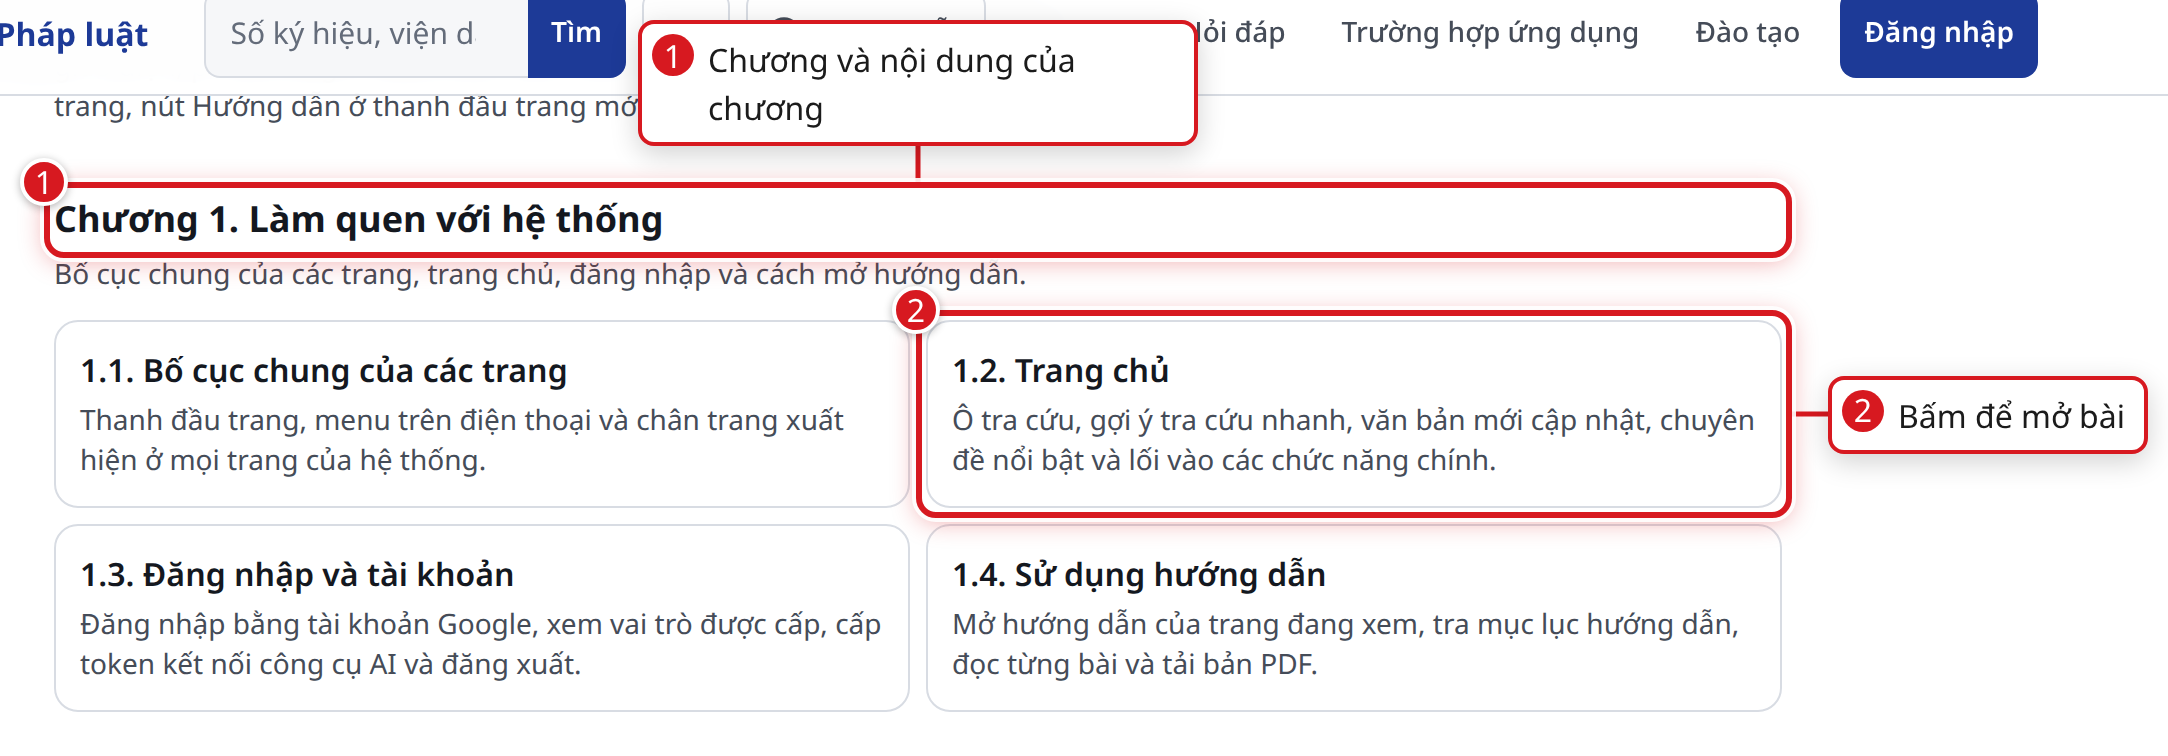 Pháp luật
Số ký hiệu, viện d
Tìm
đáp
Trường hợp ứng dụng
Đào tạo
Đăng nhập
1 Chương và nội dung của
chương
trang, nút Hướng dẫn ở thanh đầu trang mở
1
Chương 1. Làm quen với hệ thống
Bố cục chung của các trang, trang chủ, đăng nhập và cách mở hướng dẫn.
2
1.1. Bố cục chung của các trang
Thanh đầu trang, menu trên điện thoại và chân trang xuất
hiện ở mọi trang của hệ thống.
1.2. Trang chủ
Ô tra cứu, gợi ý tra cứu nhanh, văn bản mới cập nhật, chuyên
đề nổi bật và lối vào các chức năng chính.
2 Bấm để mở bài
1.3. Đăng nhập và tài khoản
Đăng nhập bằng tài khoản Google, xem vai trò được cấp, cấp
token kết nối công cụ AI và đăng xuất.
1.4. Sử dụng hướng dẫn
Mở hướng dẫn của trang đang xem, tra mục lục hướng dẫn,
đọc từng bài và tải bản PDF.